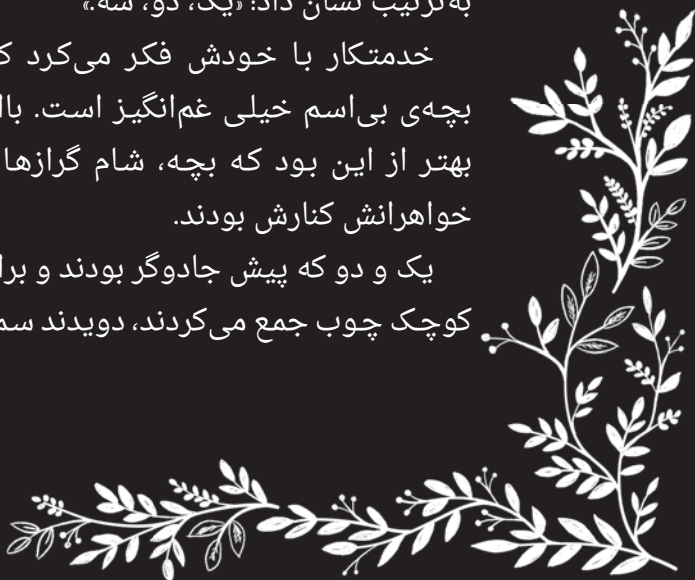 به‌ترتیب نشان داد: «یک، دو، سه.»
خدمتکار با خودش فکر می‌کرد
بچه‌ی بی‌اسم خیلی غم‌انگیز است.
بهتر از این بود که بچه، شام گرازها
خواهرانش کنارش بودند.
یک و دو که پیش جادوگر بودند و
کوچک چوب جمع می‌کردند، دویدند